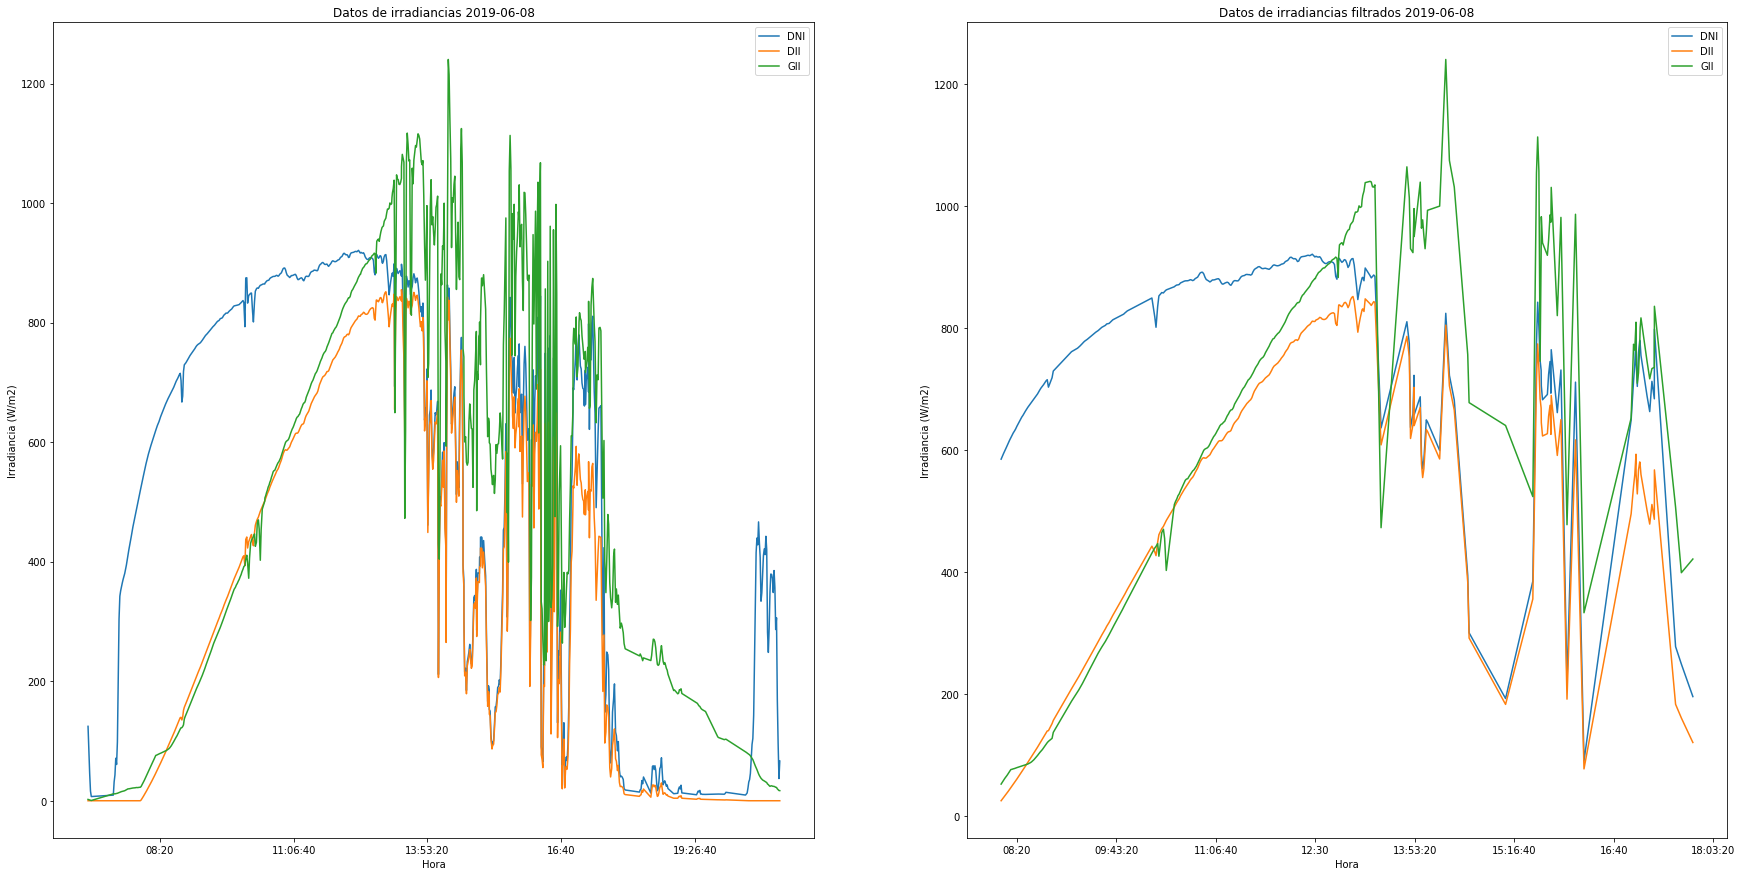 Datos de irradiancias 2019-06-08
DNI
DII
GII
1200
1000
800
600
400
200
0
Irradiancia (W/m2)
08:20
11:06:40
13:53:20
16:40
19:26:40
Hora
Datos de irradiancias filtrados 2019-06-08
DNI
DII
GII
1200
1000
800
600
400
200
0
Irradiancia (W/m2)
08:20
09:43:20
11:06:40
12:30
13:53:20
15:16:40
16:40
18:03:20
Hora